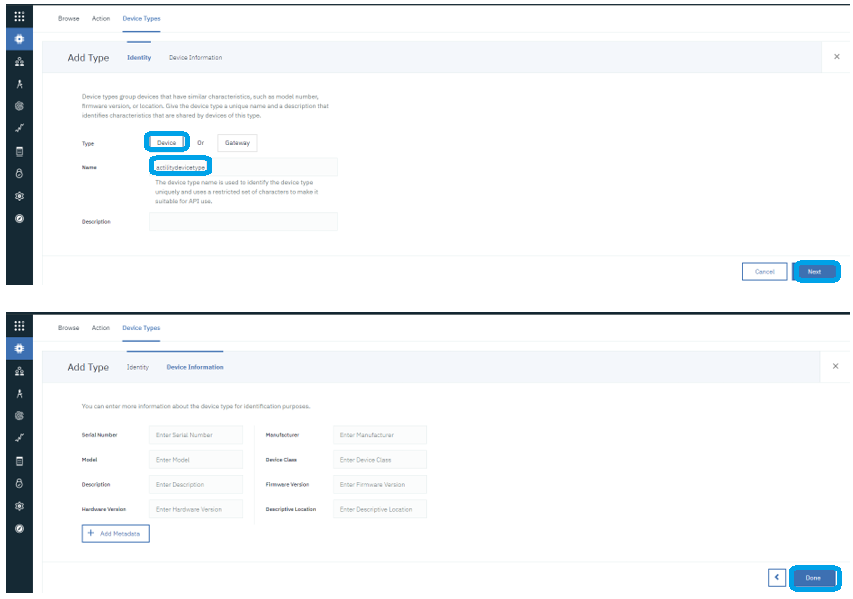 Browse Action Device Types
Add Type Identity Device Information ×
Device types group devices that have similar characteristics, such as model number,
firmware version, or location. Give the device type a unique name and a description that
identifies characteristics that are shared by devices of this type.
Type Device Or Gateway
Name actilitydevicetype
The device type name is used to identify the device type
uniquely and uses a restricted set of characters to make it
suitable for API use.
Description
Cancel Next
Browse Action Device Types
Add Type Identity Device Information ×
You can enter more information about the device type for identification purposes.
Serial Number Enter Serial Number Manufacturer Enter Manufacturer
Model Enter Model Device Class Enter Device Class
Description Enter Description Firmware Version Enter Firmware Version
Hardware Version Enter Hardware Version Descriptive Location Enter Descriptive Location
+ Add Metadata
Done